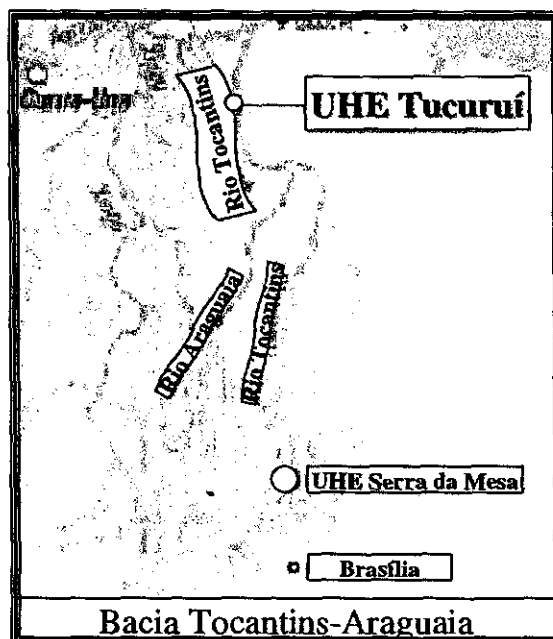 Rio Tocantins
UHE Tucuruí
Rio Araguaia
Rio Tocantins
UHE Serra da Mesa
Brasília
Bacia Tocantins-Araguaia